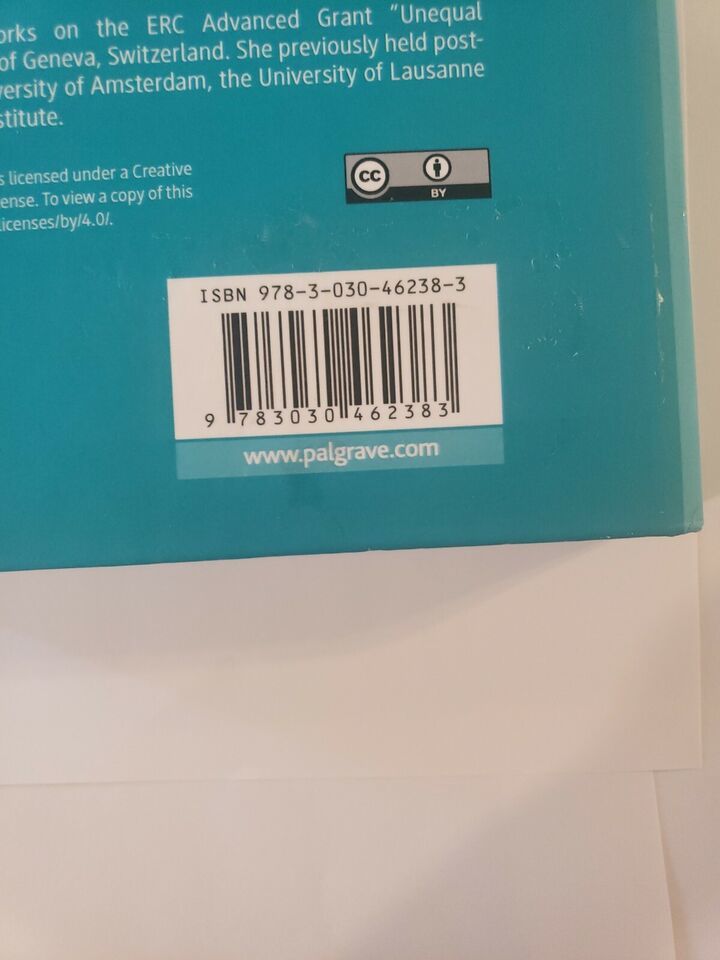 orks on the ERC Advanced Grant “Unequal
of Geneva, Switzerland. She previously held post-
versity of Amsterdam, the University of Lausanne
stitute.
s licensed under a Creative
ense. To view a copy of this
licenses/by/4.0/.
CC
BY
ISBN 978-3-030-46238-3
9 783030 462383
www.palgrave.com